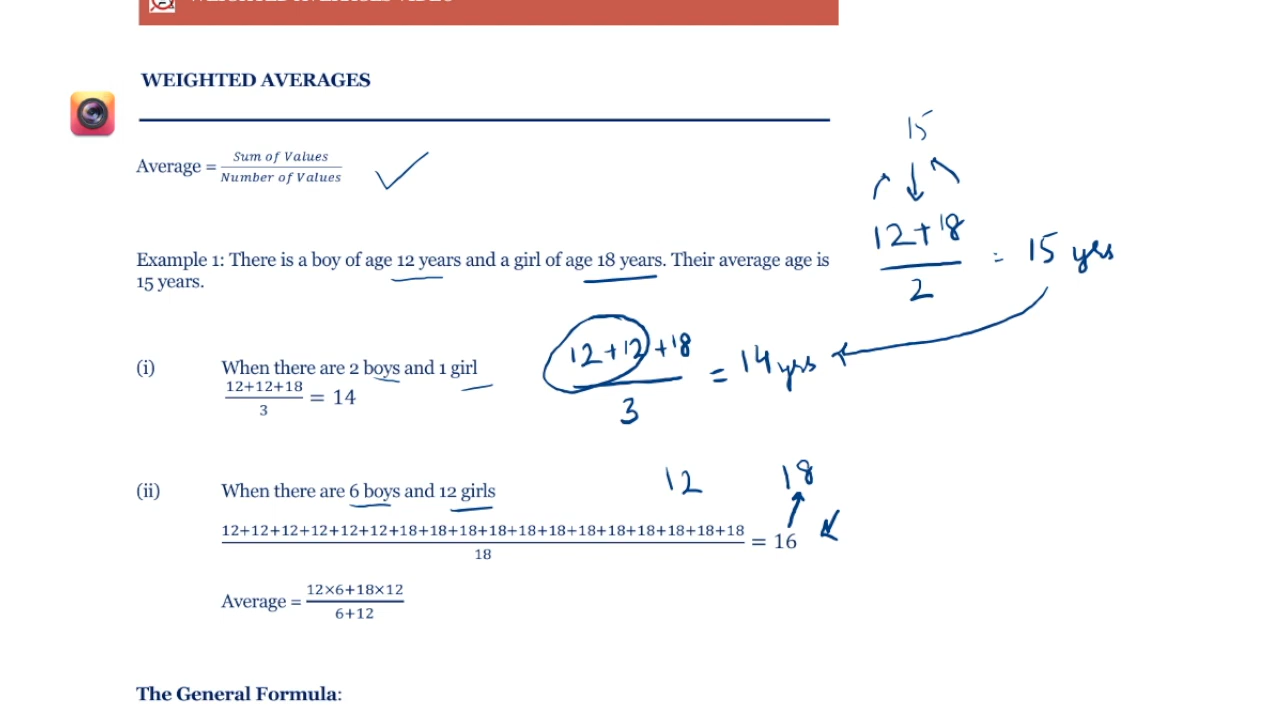 WEIGHTED AVERAGES
15
Average = Sum of Values / Number of Values
12+18 / 2 = 15 yrs
Example 1: There is a boy of age 12 years and a girl of age 18 years. Their average age is
15 years.
(i) When there are 2 boys and 1 girl
12+12+18 / 3 = 14
12+12+18 / 3 = 14 yrs
12 18
(ii) When there are 6 boys and 12 girls
12+12+12+12+12+12+18+18+18+18+18+18+18+18+18+18+18+18 / 18 = 16
Average = 12×6+18×12 / 6+12
The General Formula: